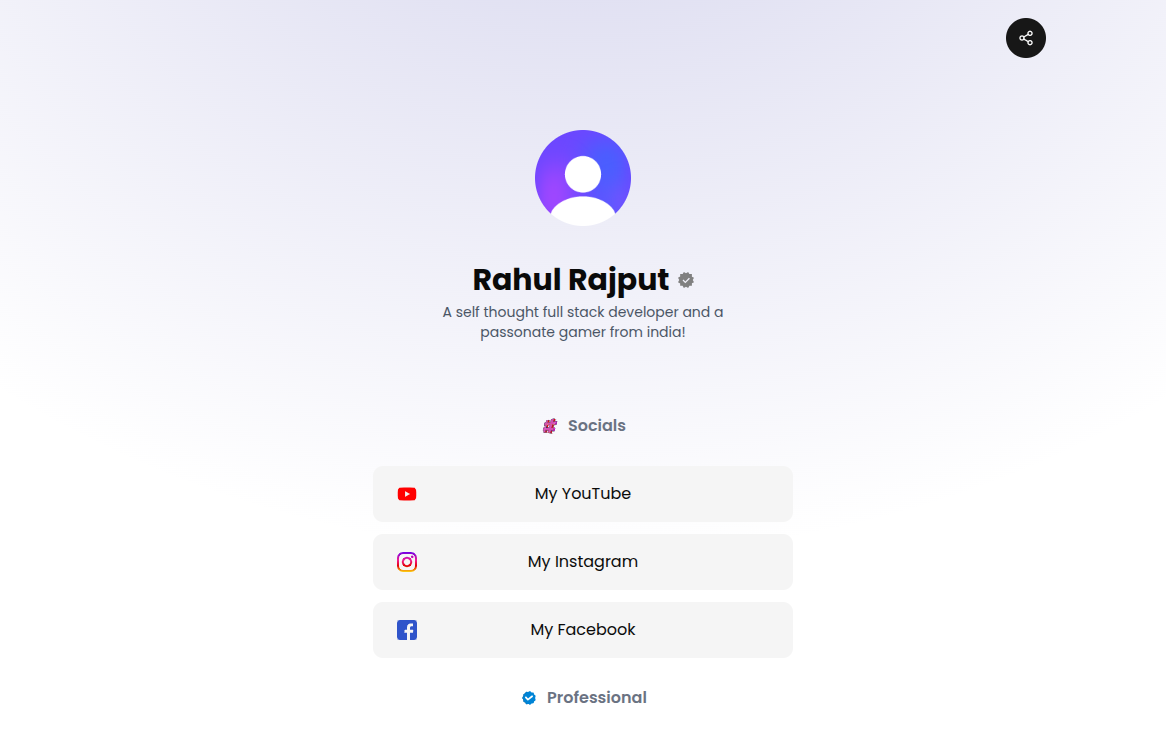 Rahul Rajput
A self thought full stack developer and a
passonate gamer from india!
Socials
My YouTube
My Instagram
My Facebook
Professional